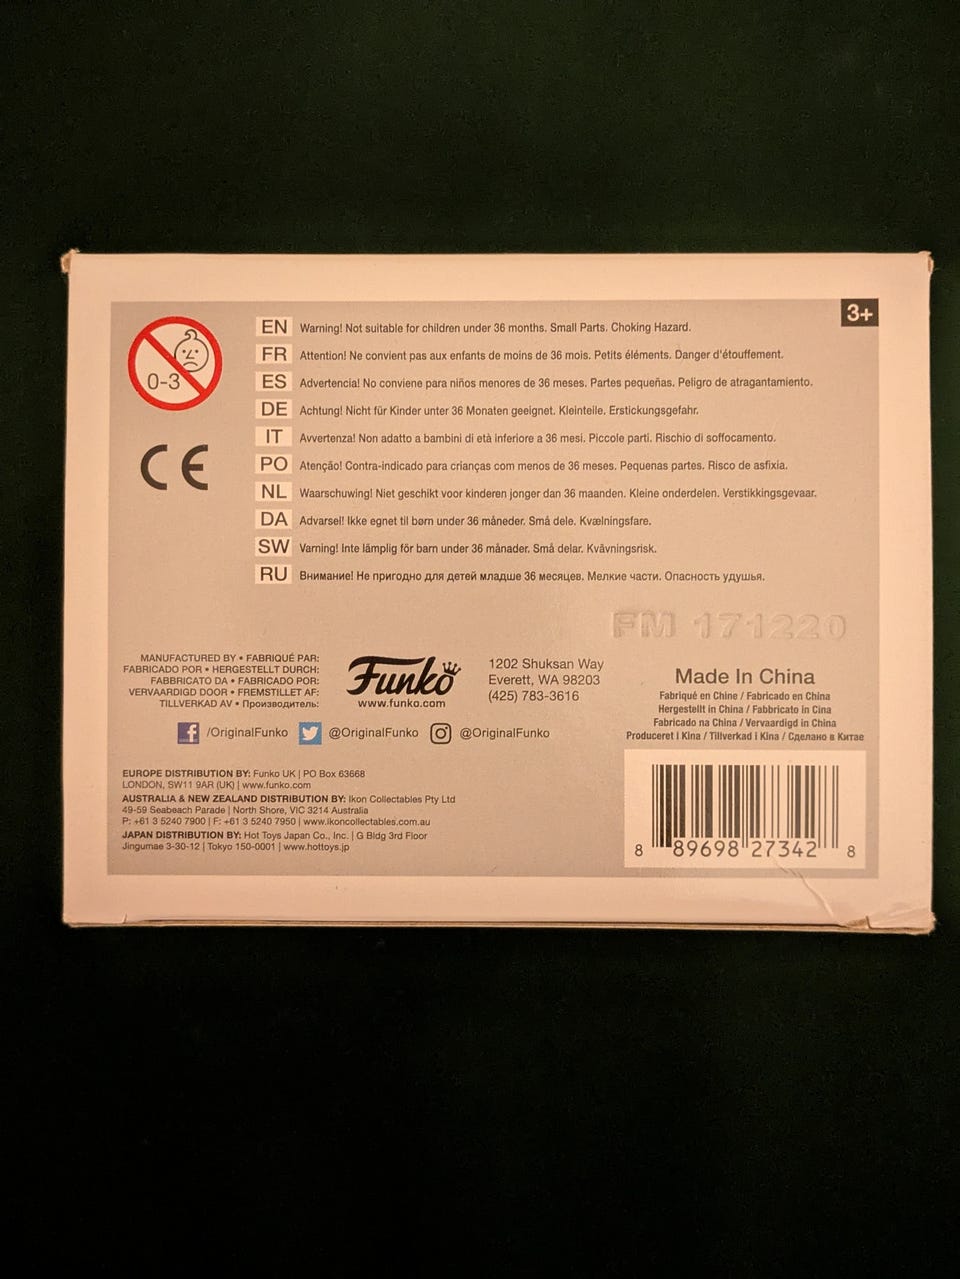 3+
0-3
CE
EN Warning! Not suitable for children under 36 months. Small Parts. Choking Hazard.
FR Attention! Ne convient pas aux enfants de moins de 36 mois. Petits éléments. Danger d'étouffement.
ES Advertencia! No conviene para niños menores de 36 meses. Partes pequeñas. Peligro de atragantamiento.
DE Achtung! Nicht für Kinder unter 36 Monaten geeignet. Kleinteile. Erstickungsgefahr.
IT Avvertenza! Non adatto a bambini di età inferiore a 36 mesi. Piccole parti. Rischio di soffocamento.
PO Atenção! Contra-indicado para crianças com menos de 36 meses. Pequenas partes. Risco de asfixia.
NL Waarschuwing! Niet geschikt voor kinderen jonger dan 36 maanden. Kleine onderdelen. Verstikkingsgevaar.
DA Advarsel! Ikke egnet til børn under 36 måneder. Små dele. Kvælningsfare.
SW Varning! Inte lämplig för barn under 36 månader. Små delar. Kvävningsrisk.
RU Внимание! Не пригодно для детей младше 36 месяцев. Мелкие части. Опасность удушья.
FM 171220
MANUFACTURED BY • FABRIQUÉ PAR:
FABRICADO POR • HERGESTELLT DURCH:
FABBRICATO DA • FABRICADO POR:
VERVAARDIGD DOOR • FREMSTILLET AF:
TILLVERKAD AV • Производитель:
Funko
www.funko.com
1202 Shuksan Way
Everett, WA 98203
(425) 783-3616
/OriginalFunko @OriginalFunko @OriginalFunko
Made In China
Fabriqué en Chine / Fabricado en China
Hergestellt in China / Fabbricato in Cina
Fabricado na China / Vervaardigd in China
Produceret i Kina / Tillverkad i Kina / Сделано в Китае
EUROPE DISTRIBUTION BY: Funko UK | PO Box 63668
LONDON, SW11 9AR (UK) | www.funko.com
AUSTRALIA & NEW ZEALAND DISTRIBUTION BY: Ikon Collectables Pty Ltd
49-59 Seabeach Parade | North Shore, VIC 3214 Australia
P: +61 3 5240 7900 | F: +61 3 5240 7950 | www.ikoncollectables.com.au
JAPAN DISTRIBUTION BY: Hot Toys Japan Co., Inc. | G Bldg 3rd Floor
Jingumae 3-30-12 | Tokyo 150-0001 | www.hottoys.jp
8 89698 27342 8